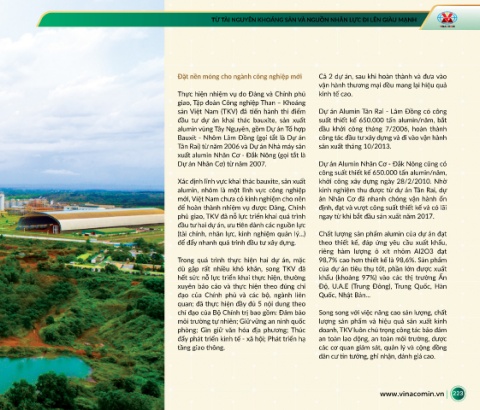 TỪ TÀI NGUYÊN KHOÁNG SẢN VÀ NGUỒN NHÂN LỰC ĐI LÊN GIÀU MẠNH
Đặt nền móng cho ngành công nghiệp mới
Thực hiện nhiệm vụ do Đảng và Chính phủ
giao, Tập đoàn Công nghiệp Than – Khoáng
sản Việt Nam (TKV) đã tiến hành thí điểm
đầu tư dự án khai thác bauxite, sản xuất
alumin vùng Tây Nguyên, gồm Dự án Tổ hợp
Bauxit - Nhôm Lâm Đồng (gọi tắt là Dự án
Tân Rai) từ năm 2006 và Dự án Nhà máy sản
xuất alumin Nhân Cơ - Đắk Nông (gọi tắt là
Dự án Nhân Cơ) từ năm 2007.
Xác định lĩnh vực khai thác bauxite, sản xuất
alumin, nhôm là một lĩnh vực công nghiệp
mới, Việt Nam chưa có kinh nghiệm cho nên
để hoàn thành nhiệm vụ được Đảng, Chính
phủ giao, TKV đã nỗ lực triển khai quá trình
đầu tư hai dự án, ưu tiên dành các nguồn lực
(tài chính, nhân lực, kinh nghiệm quản lý...)
để đẩy nhanh quá trình đầu tư xây dựng.
Trong quá trình thực hiện hai dự án, mặc
dù gặp rất nhiều khó khăn, song TKV đã
hết sức nỗ lực triển khai thực hiện, thường
xuyên báo cáo và thực hiện theo đúng chỉ
đạo của Chính phủ và các bộ, ngành liên
quan; đã thực hiện đầy đủ 5 nội dung theo
chỉ đạo của Bộ Chính trị bao gồm: Đảm bảo
môi trường tự nhiên; Giữ vững an ninh quốc
phòng; Gìn giữ văn hóa địa phương; Thúc
đẩy phát triển kinh tế - xã hội; Phát triển hạ
tầng giao thông.
Cả 2 dự án, sau khi hoàn thành và đưa vào
vận hành thương mại đều mang lại hiệu quả
kinh tế cao.
Dự án Alumin Tân Rai - Lâm Đồng có công
suất thiết kế 650.000 tấn alumin/năm, bắt
đầu khởi công tháng 7/2006, hoàn thành
công tác đầu tư xây dựng và đi vào vận hành
sản xuất tháng 10/2013.
Dự án Alumin Nhân Cơ - Đắk Nông cũng có
công suất thiết kế 650.000 tấn alumin/năm,
khởi công xây dựng ngày 28/2/2010. Nhờ
kinh nghiệm thu được từ dự án Tân Rai, dự
án Nhân Cơ đã nhanh chóng vận hành ổn
định, đạt và vượt công suất thiết kế và có lãi
ngay từ khi bắt đầu sản xuất năm 2017.
Chất lượng sản phẩm alumin của dự án đạt
theo thiết kế, đáp ứng yêu cầu xuất khẩu,
riêng hàm lượng ô xít nhôm Al2O3 đạt
98,7% cao hơn thiết kế là 98,6%. Sản phẩm
của dự án tiêu thụ tốt, phần lớn được xuất
khẩu (khoảng 97%) vào các thị trường Ấn
Độ, U.A.E (Trung Đông), Trung Quốc, Hàn
Quốc, Nhật Bản...
Song song với việc nâng cao sản lượng, chất
lượng sản phẩm và hiệu quả sản xuất kinh
doanh, TKV luôn chú trọng công tác bảo đảm
an toàn lao động, an toàn môi trường, được
các cơ quan giám sát, quản lý và cộng đồng
dân cư tin tưởng, ghi nhận, đánh giá cao.
www.vinacomin.vn | 223